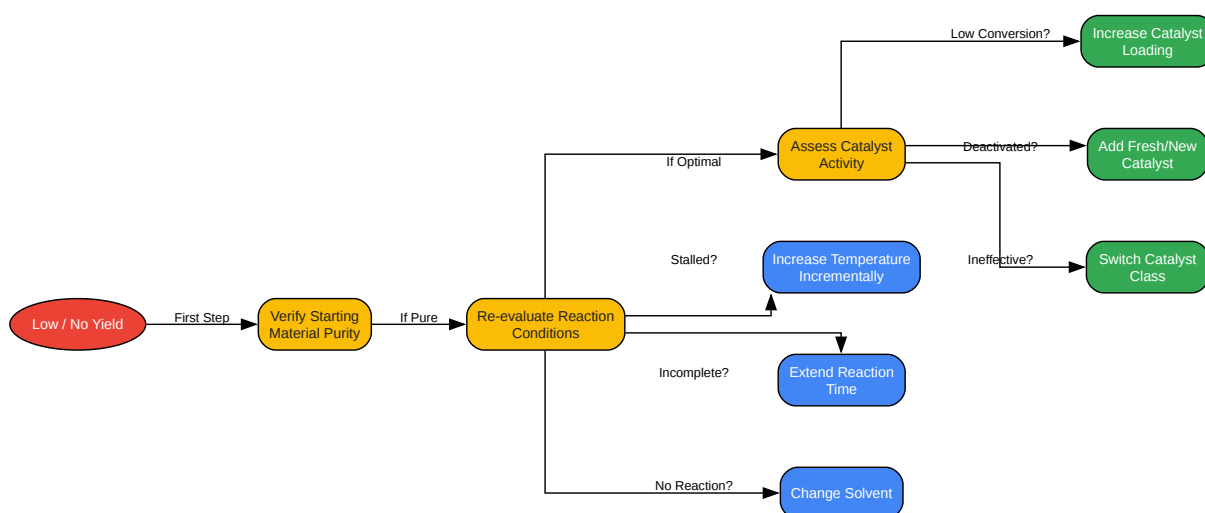 Low / No Yield
First Step
Verify Starting
Material Purity
If Pure
Re-evaluate Reaction
Conditions
If Optimal
Assess Catalyst
Activity
Low Conversion?
Increase Catalyst
Loading
Deactivated?
Add Fresh/New
Catalyst
Ineffective?
Switch Catalyst
Class
Stalled?
Increase Temperature
Incrementally
Incomplete?
Extend Reaction
Time
No Reaction?
Change Solvent